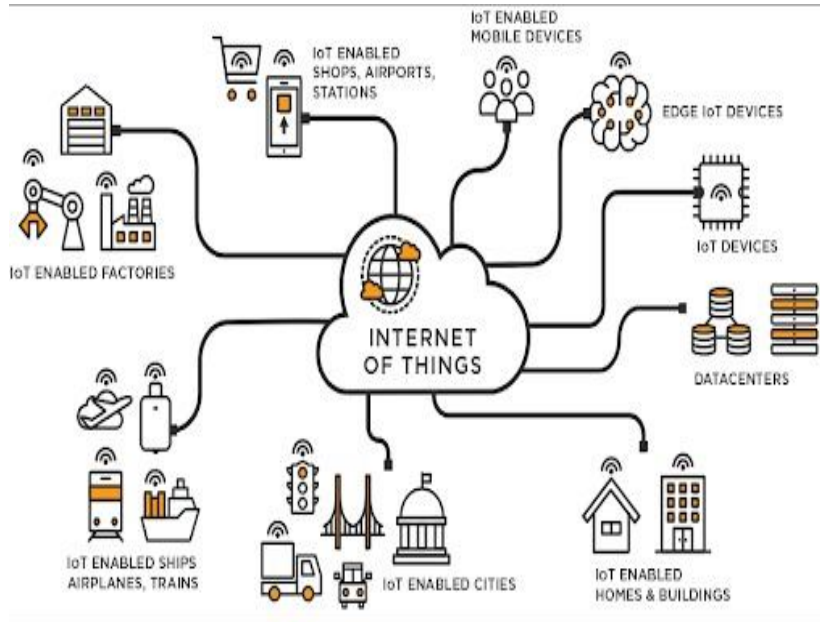 IoT ENABLED
MOBILE DEVICES
IoT ENABLED
SHOPS, AIRPORTS,
STATIONS
EDGE IoT DEVICES
IoT DEVICES
IoT ENABLED FACTORIES
INTERNET
OF THINGS
DATACENTERS
IoT ENABLED SHIPS
AIRPLANES, TRAINS
IoT ENABLED CITIES
IoT ENABLED
HOMES & BUILDINGS